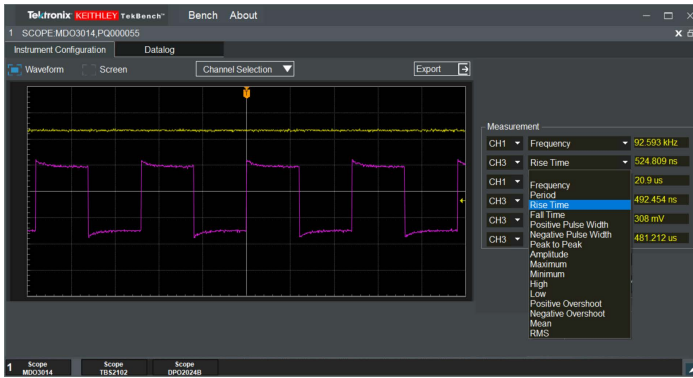 Tektronix KEITHLEY TekBench™ Bench About
1 SCOPE:MDO3014,PQ000055
Instrument Configuration Datalog
Waveform Screen Channel Selection Export
Measurement
CH1 Frequency 92.593 kHz
CH3 Rise Time 524.809 ns
CH1 20.9 us
CH3 492.454 ns
CH3 308 mV
CH3 481.212 us
Frequency
Period
Rise Time
Fall Time
Positive Pulse Width
Negative Pulse Width
Peak to Peak
Amplitude
Maximum
Minimum
High
Low
Positive Overshoot
Negative Overshoot
Mean
RMS
1 Scope Scope Scope
MDO3014 TBS2102 DPO2024B